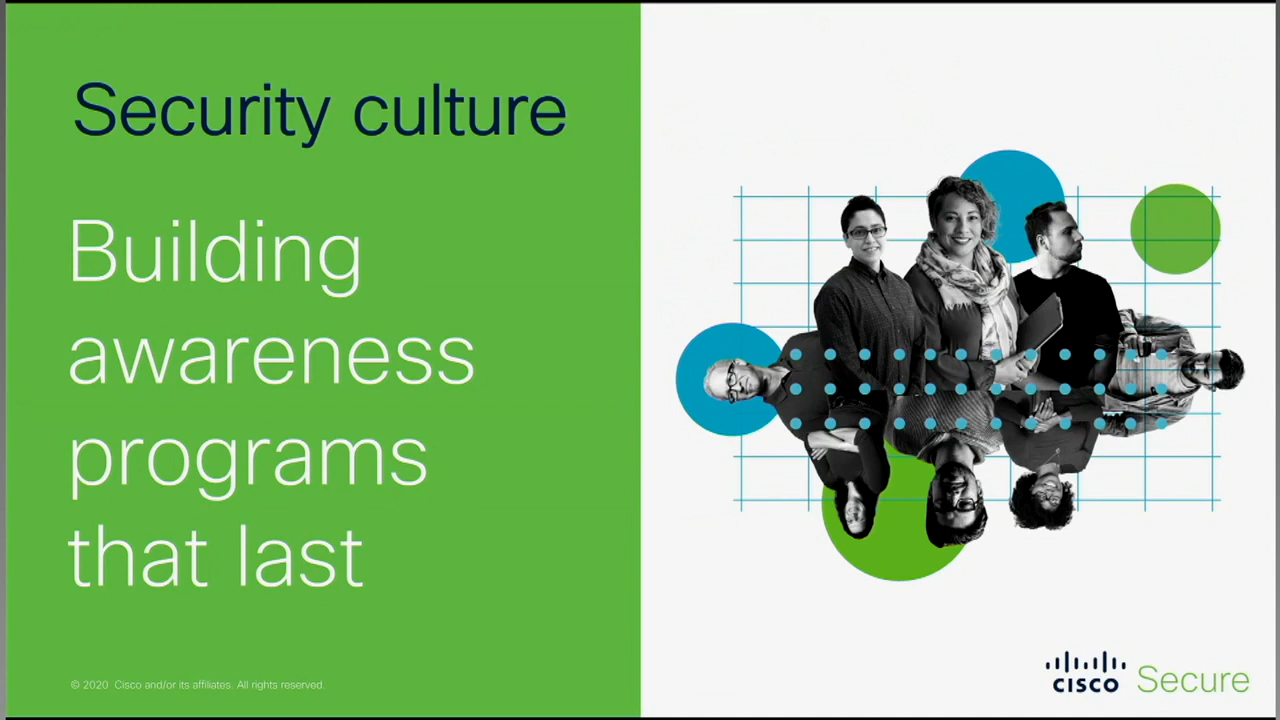 Security culture
Building
awareness
programs
that last
© 2020 Cisco and/or its affiliates. All rights reserved.
CISCO Secure